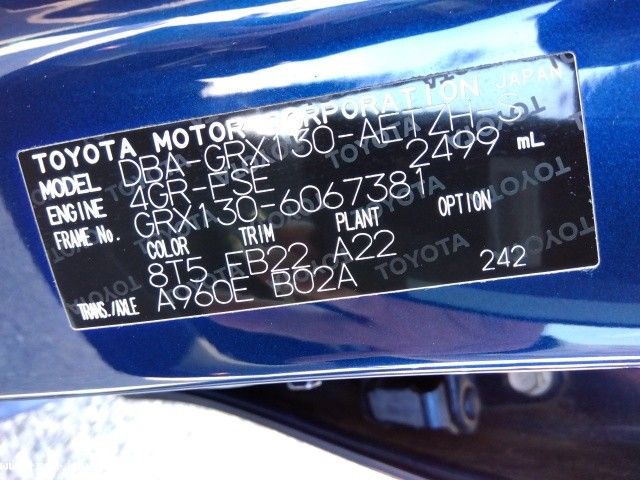 TOYOTA MOTOR CORPORATION JAPAN
MODEL DBA-GRX130-AETZH-S
ENGINE 4GR-FSE 2499 mL
FRAME No. GRX130-6067381
COLOR TRIM PLANT OPTION
8T5 FB22 A22
TRANS./AXLE A960E B02A 242